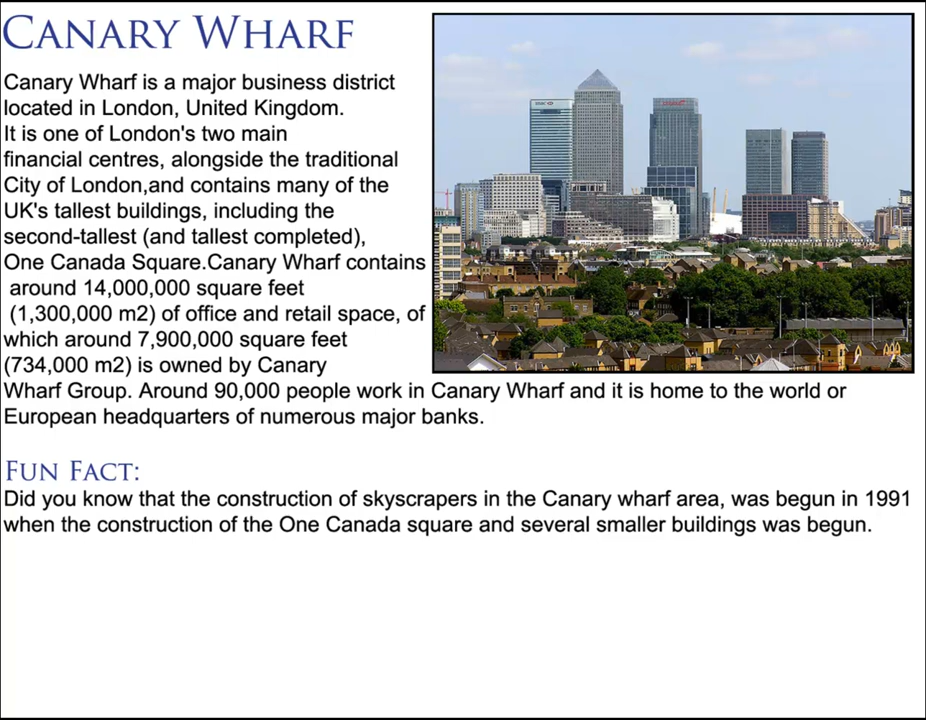 CANARY WHARF
Canary Wharf is a major business district
located in London, United Kingdom.
It is one of London's two main
financial centres, alongside the traditional
City of London,and contains many of the
UK's tallest buildings, including the
second-tallest (and tallest completed),
One Canada Square.Canary Wharf contains
around 14,000,000 square feet
(1,300,000 m2) of office and retail space, of
which around 7,900,000 square feet
(734,000 m2) is owned by Canary
Wharf Group. Around 90,000 people work in Canary Wharf and it is home to the world or
European headquarters of numerous major banks.
FUN FACT:
Did you know that the construction of skyscrapers in the Canary wharf area, was begun in 1991
when the construction of the One Canada square and several smaller buildings was begun.